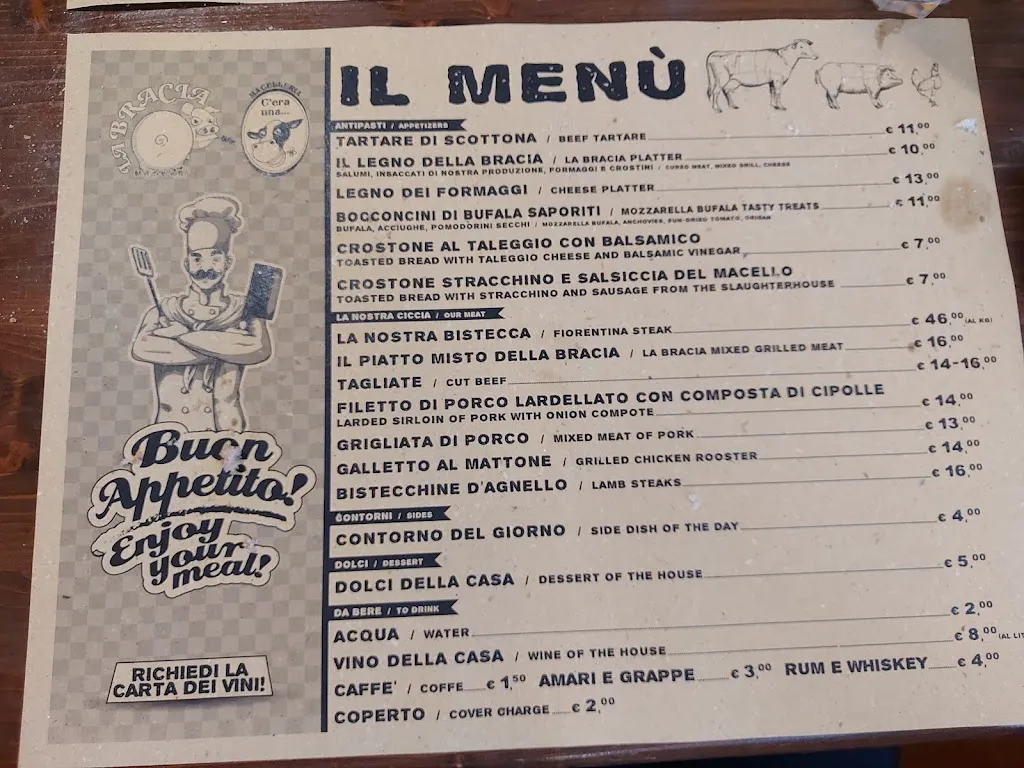 LA BRACIA
MACELLERIA
C'era
una...
IL MENÙ
ANTIPASTI / APPETIZERS
TARTARE DI SCOTTONA / BEEF TARTARE € 11,00
IL LEGNO DELLA BRACIA / LA BRACIA PLATTER € 10,00
SALUMI, INSACCATI DI NOSTRA PRODUZIONE, FORMAGGI E CROSTINI / CURED MEAT, MIXED GRILL, CHEESE
LEGNO DEI FORMAGGI / CHEESE PLATTER € 13,00
BOCCONCINI DI BUFALA SAPORITI / MOZZARELLA BUFALA TASTY TREATS € 11,00
BUFALA, ACCIUGHE, POMODORINI SECCHI / MOZZARELLA BUFALA, ANCHOVIES, SUN-DRIED TOMATO,
CROSTONE AL TALEGGIO CON BALSAMICO
TOASTED BREAD WITH TALEGGIO CHEESE AND BALSAMIC VINEGAR € 7,00
CROSTONE STRACCHINO E SALSICCIA DEL MACELLO
TOASTED BREAD WITH STRACCHINO AND SAUSAGE FROM THE SLAUGHTERHOUSE € 7,00
LA NOSTRA CICCIA / OUR MEAT
LA NOSTRA BISTECCA / FIORENTINA STEAK € 46,00 (AL KG)
IL PIATTO MISTO DELLA BRACIA / LA BRACIA MIXED GRILLED MEAT € 16,00
TAGLIATE / CUT BEEF € 14-16,00
FILETTO DI PORCO LARDELLATO CON COMPOSTA DI CIPOLLE
LARDED SIRLOIN OF PORK WITH ONION COMPOTE € 14,00
GRIGLIATA DI PORCO / MIXED MEAT OF PORK € 13,00
GALLETTO AL MATTONE / GRILLED CHICKEN ROOSTER € 14,00
BISTECCHINE D'AGNELLO / LAMB STEAKS € 16,00
CONTORNI / SIDES
CONTORNO DEL GIORNO / SIDE DISH OF THE DAY € 4,00
DOLCI / DESSERT
DOLCI DELLA CASA / DESSERT OF THE HOUSE € 5,00
DA BERE / TO DRINK
ACQUA / WATER € 2,00
VINO DELLA CASA / WINE OF THE HOUSE € 8,00 (AL LIT
CAFFE' / COFFE € 1,50 AMARI E GRAPPE € 3,00 RUM E WHISKEY € 4,00
COPERTO / COVER CHARGE € 2,00
Buon
Appetito!
Enjoy
your
meal!
RICHIEDI LA
CARTA DEI VINI!